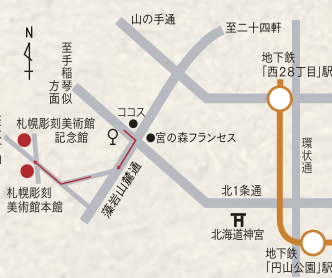 N
山の手通
至二十四軒
至手稲
琴似
方面
地下鉄
「西28丁目」駅
札幌彫刻美術館
記念館
ココス
宮の森フランセス
環状通
札幌彫刻
美術館本館
藻岩山麓通
北1条通
北海道神宮
地下鉄
「円山公園」駅